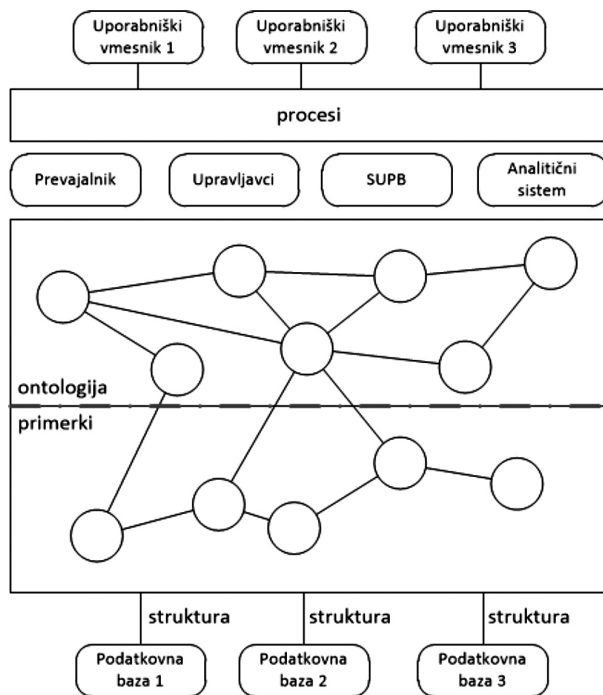 Uporabniški
vmesnik 1
Uporabniški
vmesnik 2
Uporabniški
vmesnik 3
procesi
Prevajalnik
Upravljavci
SUPB
Analitični
sistem
ontologija
primerki
struktura
struktura
struktura
Podatkovna
baza 1
Podatkovna
baza 2
Podatkovna
baza 3